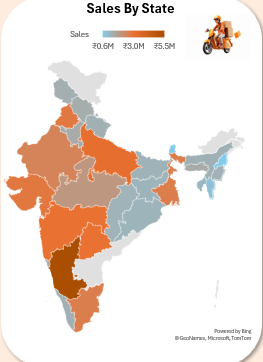 Sales By State
Sales
₹0.6M ₹3.0M ₹5.5M
Powered by Bing
© GeoNames, Microsoft, TomTom